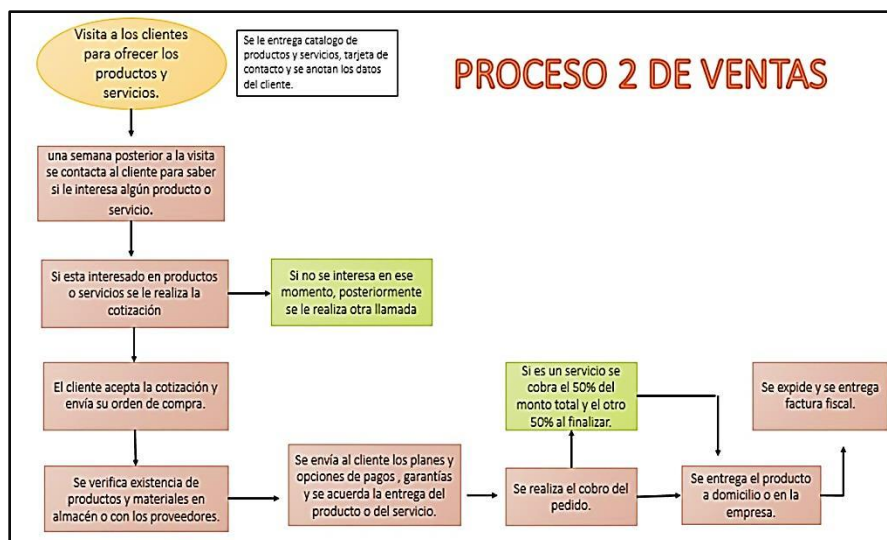 Visita a los clientes
para ofrecer los
productos y
servicios.
Se le entrega catalogo de
productos y servicios, tarjeta de
contacto y se anotan los datos
del cliente.
PROCESO 2 DE VENTAS
una semana posterior a la visita
se contacta al cliente para saber
si le interesa algún producto o
servicio.
Si esta interesado en productos
o servicios se le realiza la
cotización
Si no se interesa en ese
momento, posteriormente
se le realiza otra llamada
El cliente acepta la cotización y
envía su orden de compra.
Se verifica existencia de
productos y materiales en
almacén o con los proveedores.
Se envía al cliente los planes y
opciones de pagos , garantías
y se acuerda la entrega del
producto o del servicio.
Si es un servicio se
cobra el 50% del
monto total y el otro
50% al finalizar.
Se realiza el cobro del
pedido.
Se entrega el producto
a domicilio o en la
empresa.
Se expide y se entrega
factura fiscal.